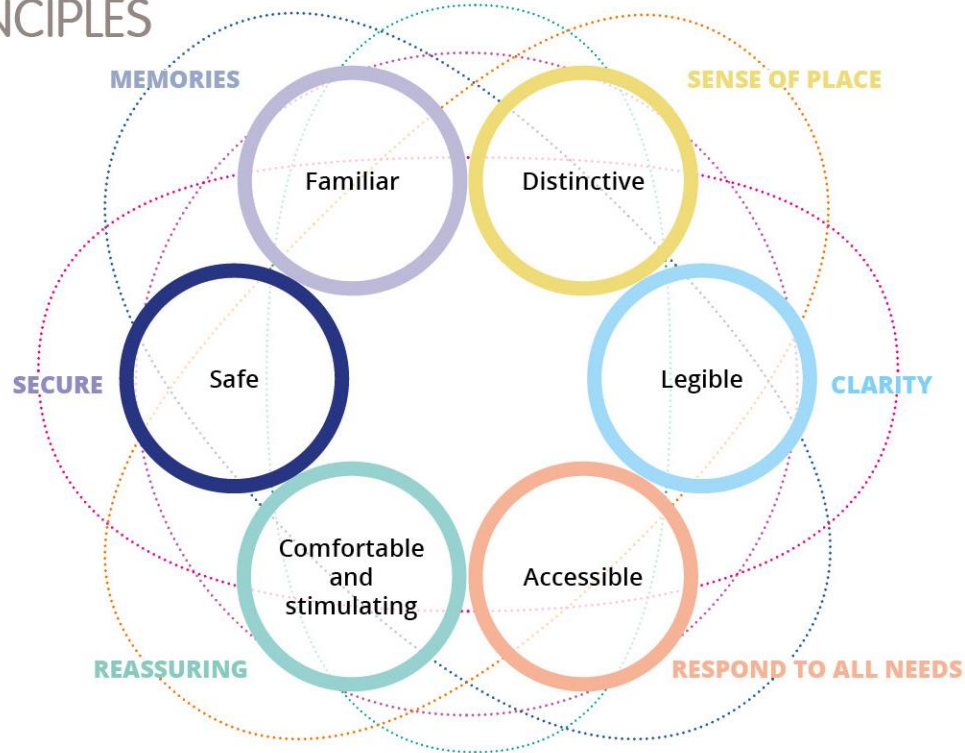 NCIPLES
MEMORIES
SENSE OF PLACE
Familiar
Distinctive
SECURE
Safe
Legible
CLARITY
Comfortable
and
stimulating
Accessible
REASSURING
RESPOND TO ALL NEEDS